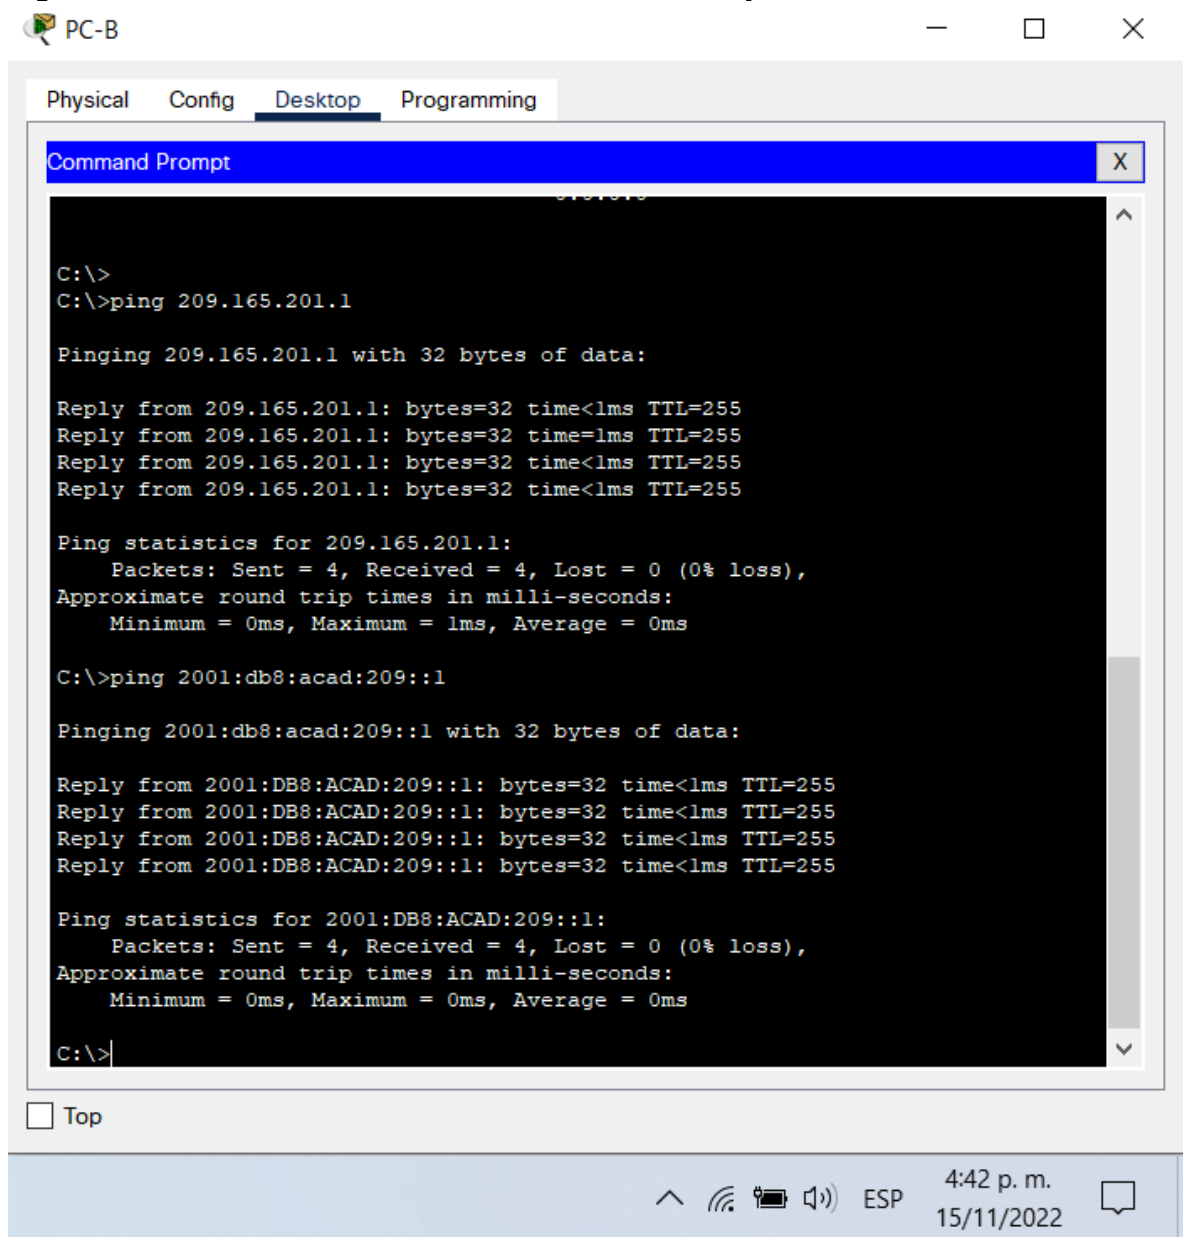 PC-B
Physical Config Desktop Programming
Command Prompt X
C:\>
C:\>ping 209.165.201.1
Pinging 209.165.201.1 with 32 bytes of data:
Reply from 209.165.201.1: bytes=32 time<1ms TTL=255
Reply from 209.165.201.1: bytes=32 time=1ms TTL=255
Reply from 209.165.201.1: bytes=32 time<1ms TTL=255
Reply from 209.165.201.1: bytes=32 time<1ms TTL=255
Ping statistics for 209.165.201.1:
Packets: Sent = 4, Received = 4, Lost = 0 (0% loss),
Approximate round trip times in milli-seconds:
Minimum = 0ms, Maximum = 1ms, Average = 0ms
C:\>ping 2001:db8:acad:209::1
Pinging 2001:db8:acad:209::1 with 32 bytes of data:
Reply from 2001:DB8:ACAD:209::1: bytes=32 time<1ms TTL=255
Reply from 2001:DB8:ACAD:209::1: bytes=32 time<1ms TTL=255
Reply from 2001:DB8:ACAD:209::1: bytes=32 time<1ms TTL=255
Reply from 2001:DB8:ACAD:209::1: bytes=32 time<1ms TTL=255
Ping statistics for 2001:DB8:ACAD:209::1:
Packets: Sent = 4, Received = 4, Lost = 0 (0% loss),
Approximate round trip times in milli-seconds:
Minimum = 0ms, Maximum = 0ms, Average = 0ms
C:\>
Top
ESP
4:42 p. m.
15/11/2022